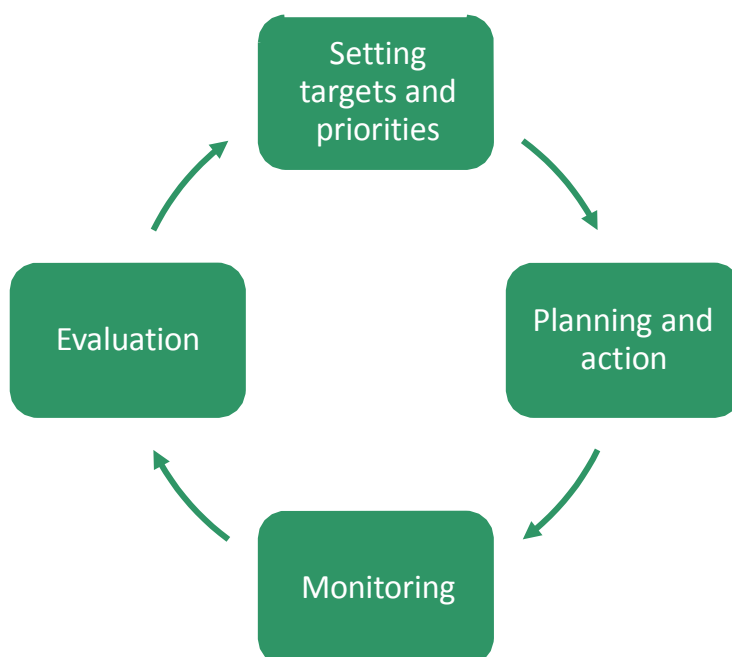 Setting
targets and
priorities
Planning and
action
Monitoring
Evaluation